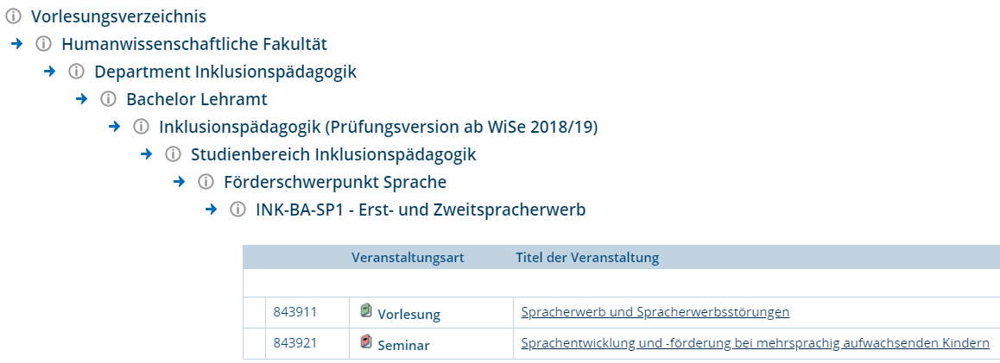 Vorlesungsverzeichnis
Humanwissenschaftliche Fakultät
Department Inklusionspädagogik
Bachelor Lehramt
Inklusionspädagogik (Prüfungsversion ab WiSe 2018/19)
Studienbereich Inklusionspädagogik
Förderschwerpunkt Sprache
INK-BA-SP1 - Erst- und Zweitspracherwerb
Veranstaltungsart Titel der Veranstaltung
843911 Vorlesung Spracherwerb und Spracherwerbsstörungen
843921 Seminar Sprachentwicklung und -förderung bei mehrsprachig aufwachsenden Kindern